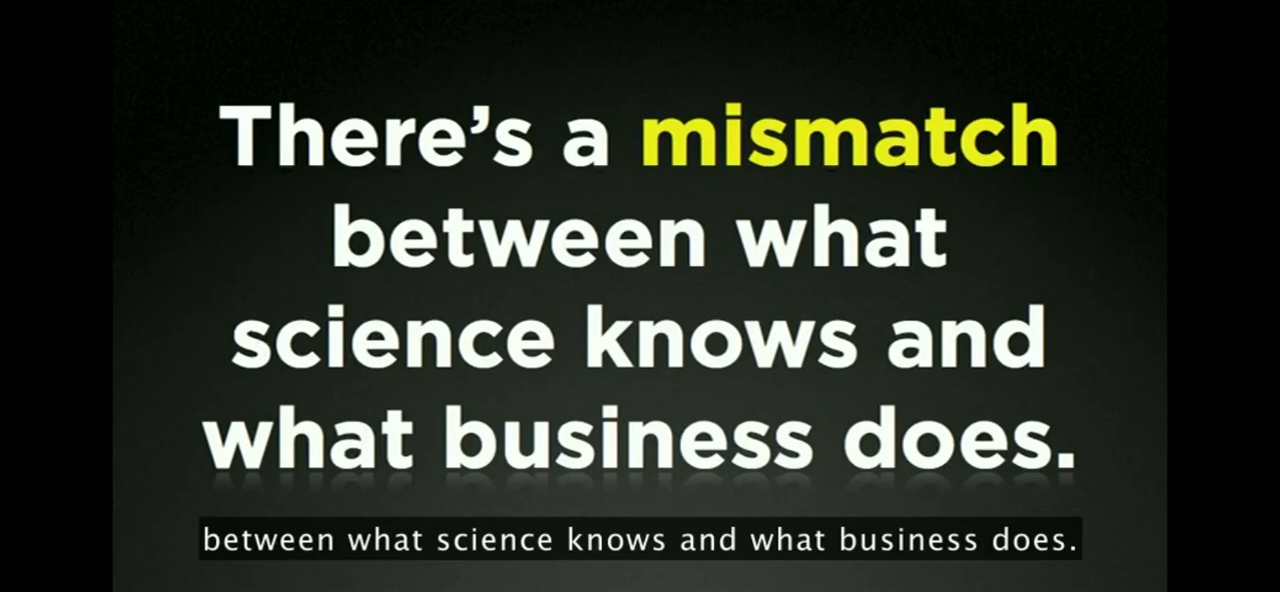 There’s a mismatch
between what
science knows and
what business does.
between what science knows and what business does.